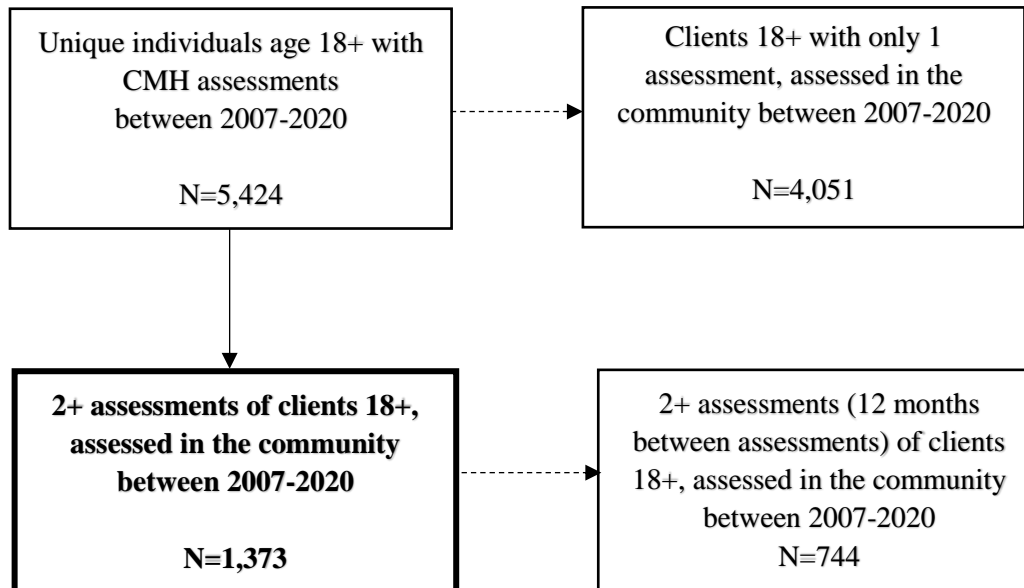 Unique individuals age 18+ with
CMH assessments
between 2007-2020
N=5,424
Clients 18+ with only 1
assessment, assessed in the
community between 2007-2020
N=4,051
2+ assessments of clients 18+,
assessed in the community
between 2007-2020
N=1,373
2+ assessments (12 months
between assessments) of clients
18+, assessed in the community
between 2007-2020
N=744